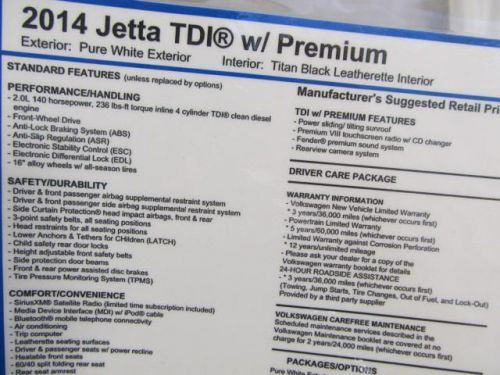 2014 Jetta TDI® w/ Premium
Exterior: Pure White Exterior Interior: Titan Black Leatherette Interior
STANDARD FEATURES (unless replaced by options)
PERFORMANCE/HANDLING
- 2.0L 140 horsepower, 236 lbs-ft torque inline 4 cylinder TDI® clean diesel
engine
- Front-Wheel Drive
- Anti-Lock Braking System (ABS)
- Anti-Slip Regulation (ASR)
- Electronic Stability Control (ESC)
- Electronic Differential Lock (EDL)
- 16" alloy wheels w/ all-season tires
SAFETY/DURABILITY
- Driver & front passenger airbag supplemental restraint system
- Driver & front passenger side airbag supplemental restraint system
- Side Curtain Protection® head impact airbags, front & rear
- 3-point safety belts, all seating positions
- Head restraints for all seating positions
- Lower Anchors & Tethers for CHildren (LATCH)
- Child safety rear door locks
- Height adjustable front safety belts
- Side protection door beams
- Front & rear power assisted disc brakes
- Tire Pressure Monitoring System (TPMS)
COMFORT/CONVENIENCE
- SiriusXM® Satellite Radio (limited time subscription included)
- Media Device Interface (MDI) w/ iPod® cable
- Bluetooth® mobile telephone connectivity
- Air conditioning
- Trip computer
- Leatherette seating surfaces
- Driver & passenger seats w/ power recline
- Heatable front seats
- 60/40 split folding rear seat
- Rear seat armrest
Manufacturer's Suggested Retail Pri
TDI w/ PREMIUM FEATURES
- Power sliding/ tilting sunroof
- Premium VIII touchscreen radio w/ CD changer
- Fender® premium sound system
- Rearview camera system
DRIVER CARE PACKAGE
WARRANTY INFORMATION
- Volkswagen New Vehicle Limited Warranty
* 3 years/36,000 miles (whichever occurs first)
- Powertrain Limited Warranty
* 5 years/60,000 miles (whichever occurs first)
- Limited Warranty against Corrosion Perforation
* 12 years/unlimited mileage
- Please ask your dealer for a copy of the
Volkswagen warranty booklet for details
24-HOUR ROADSIDE ASSISTANCE
- * 3 years/36,000 miles (whichever occurs first)
(Towing, Jump Starts, Tire Changes, Out of Fuel, and Lock-Out)
Provided by a third party supplier
VOLKSWAGEN CAREFREE MAINTENANCE
Scheduled maintenance services described in the
Volkswagen Maintenance booklet are covered at no
charge for 2 years/24,000 miles (whichever occurs first).
PACKAGES/OPTIONS
Pure White Exterior